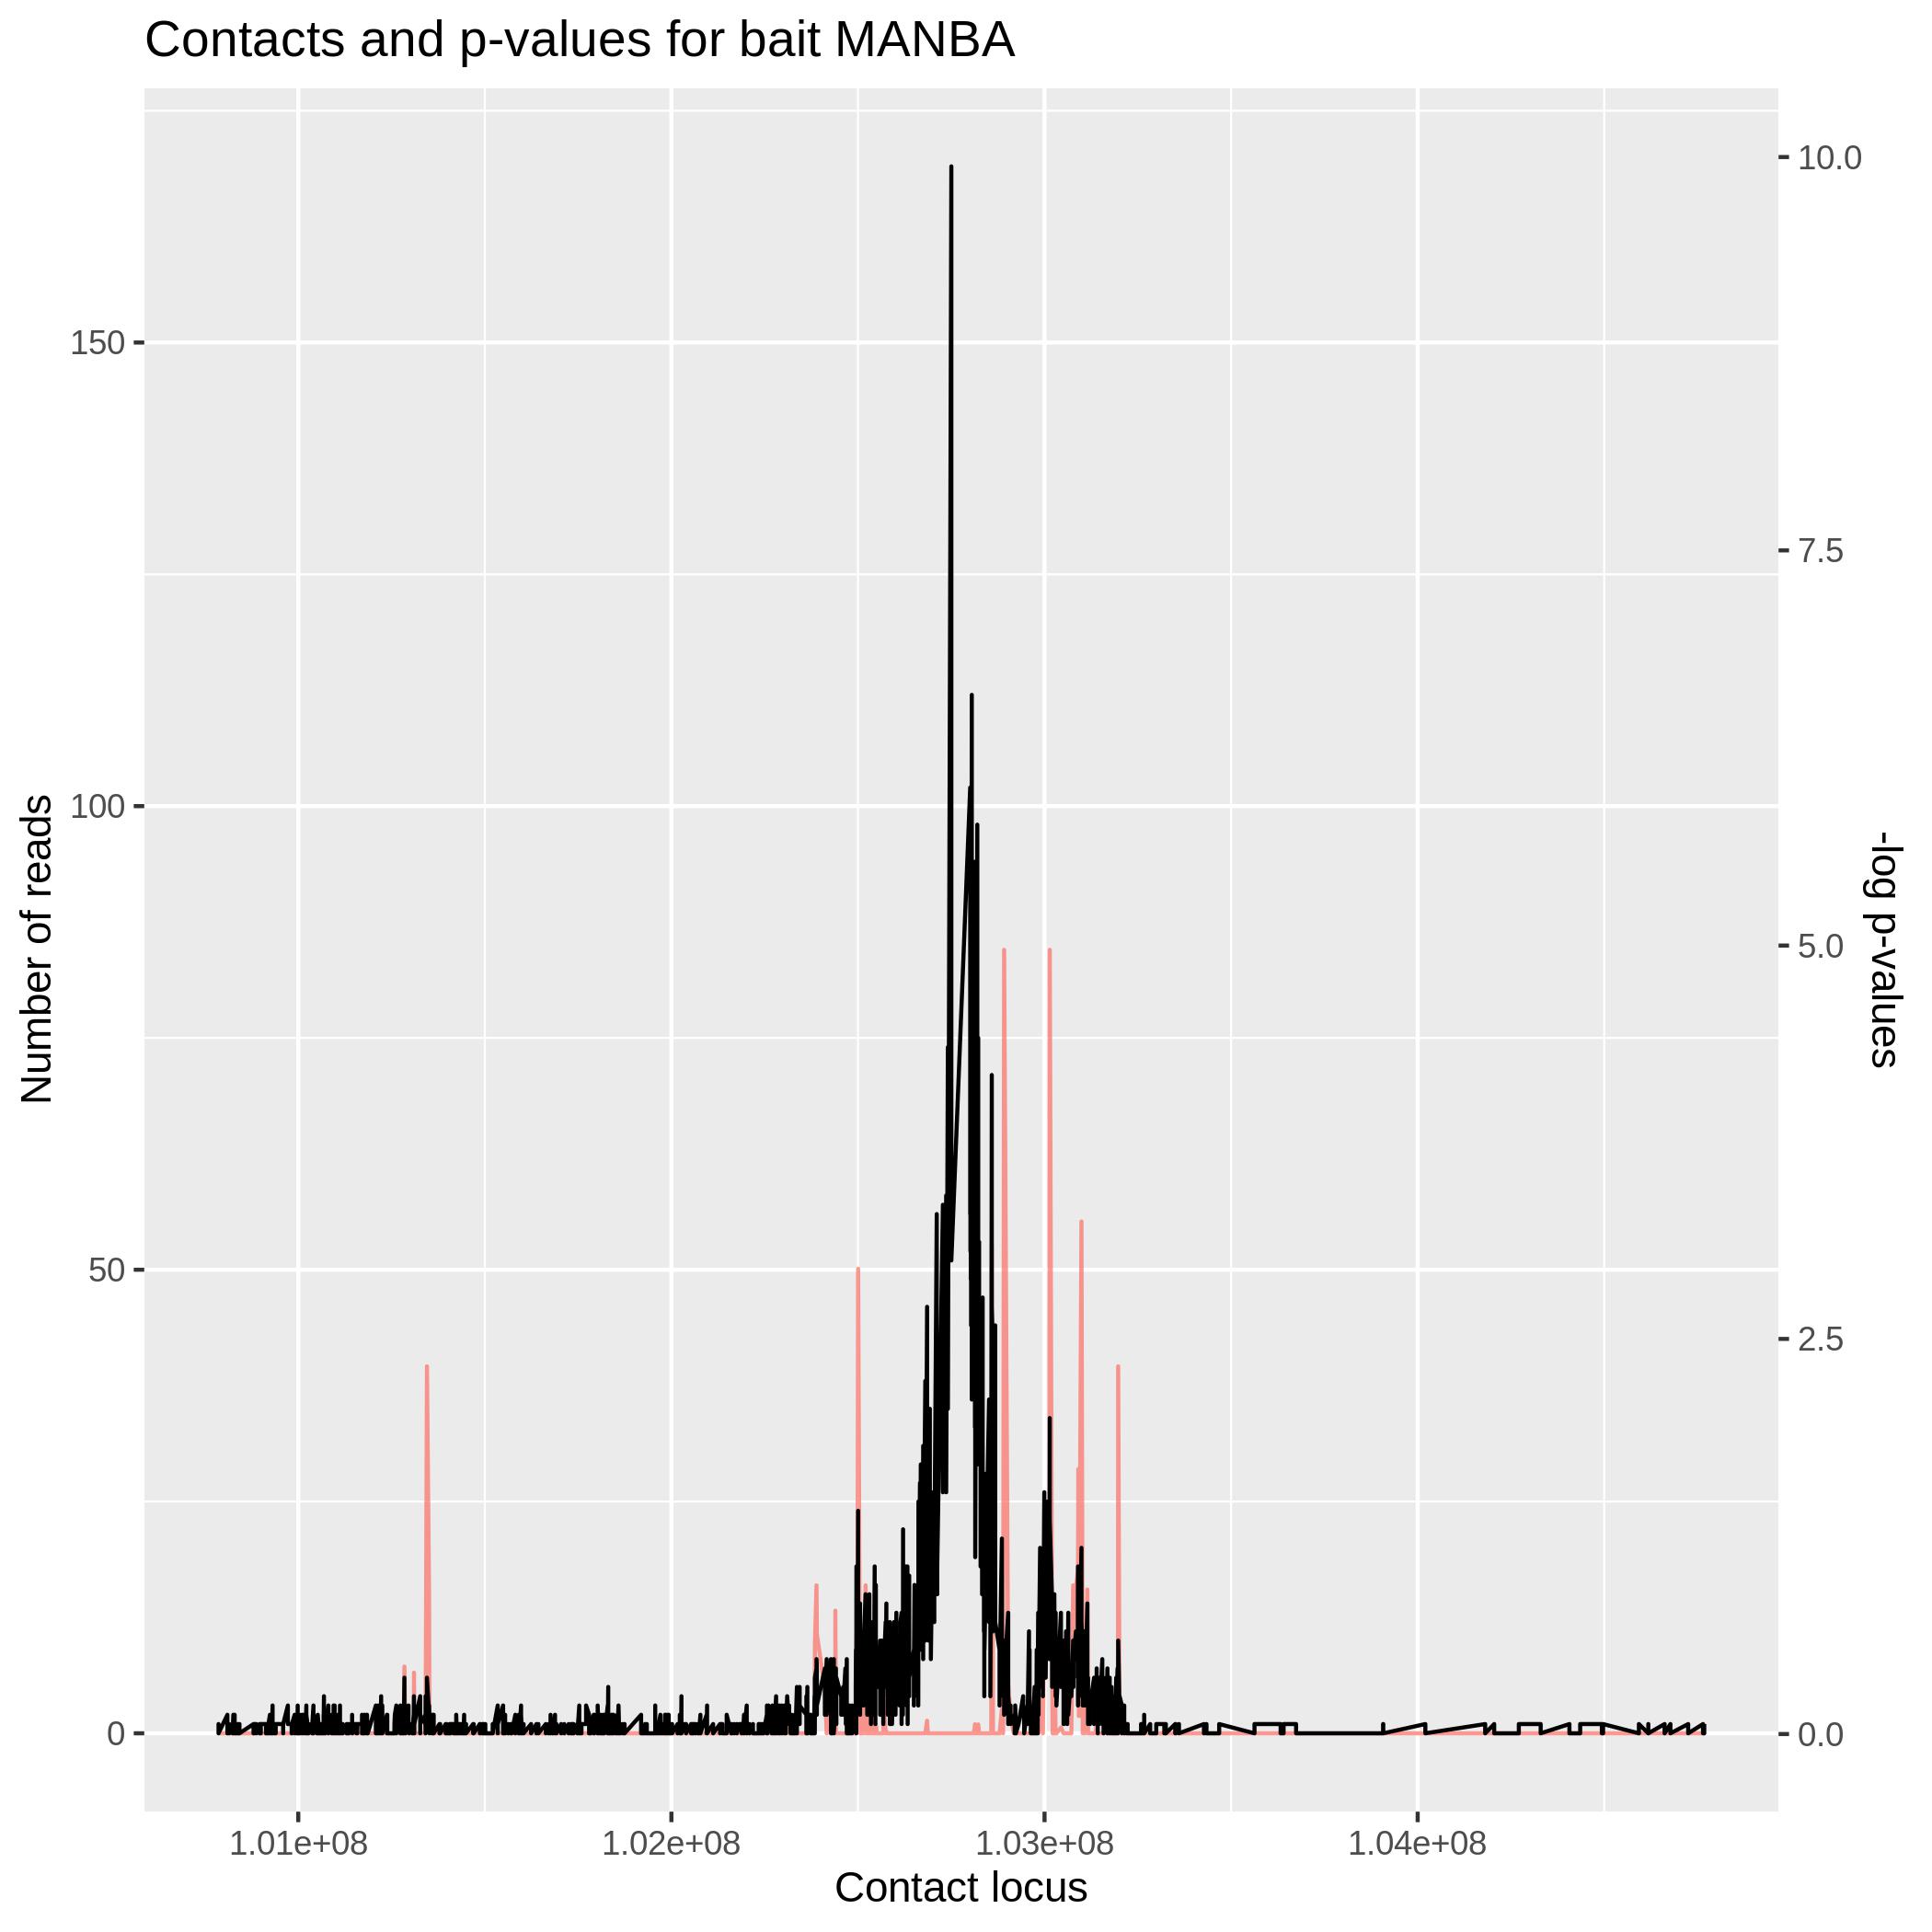 Contacts and p-values for bait MANBA
Number of reads
150
100
50
0
10.0
7.5
5.0
2.5
0.0
-log p-values
1.01e+08
1.02e+08
1.03e+08
1.04e+08
Contact locus